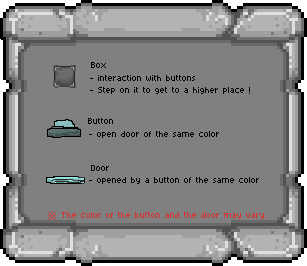 Box
- interaction with buttons
- Step on it to get to a higher place !
Button
- open door of the same color
Door
- opened by a button of the same color
※ The color of the button and the door may vary.